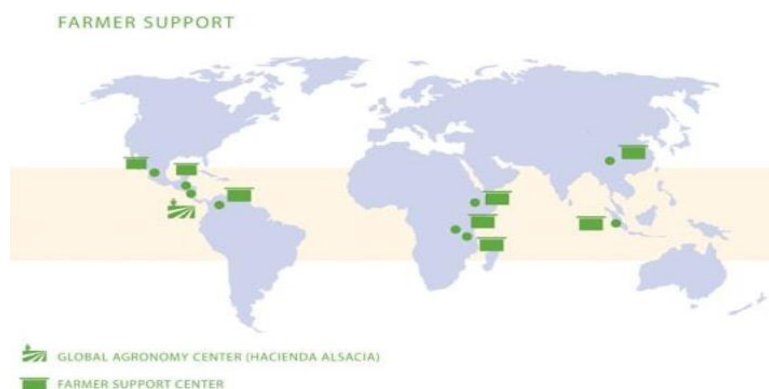 FARMER SUPPORT
GLOBAL AGRONOMY CENTER (HACIENDA ALSACIA)
FARMER SUPPORT CENTER